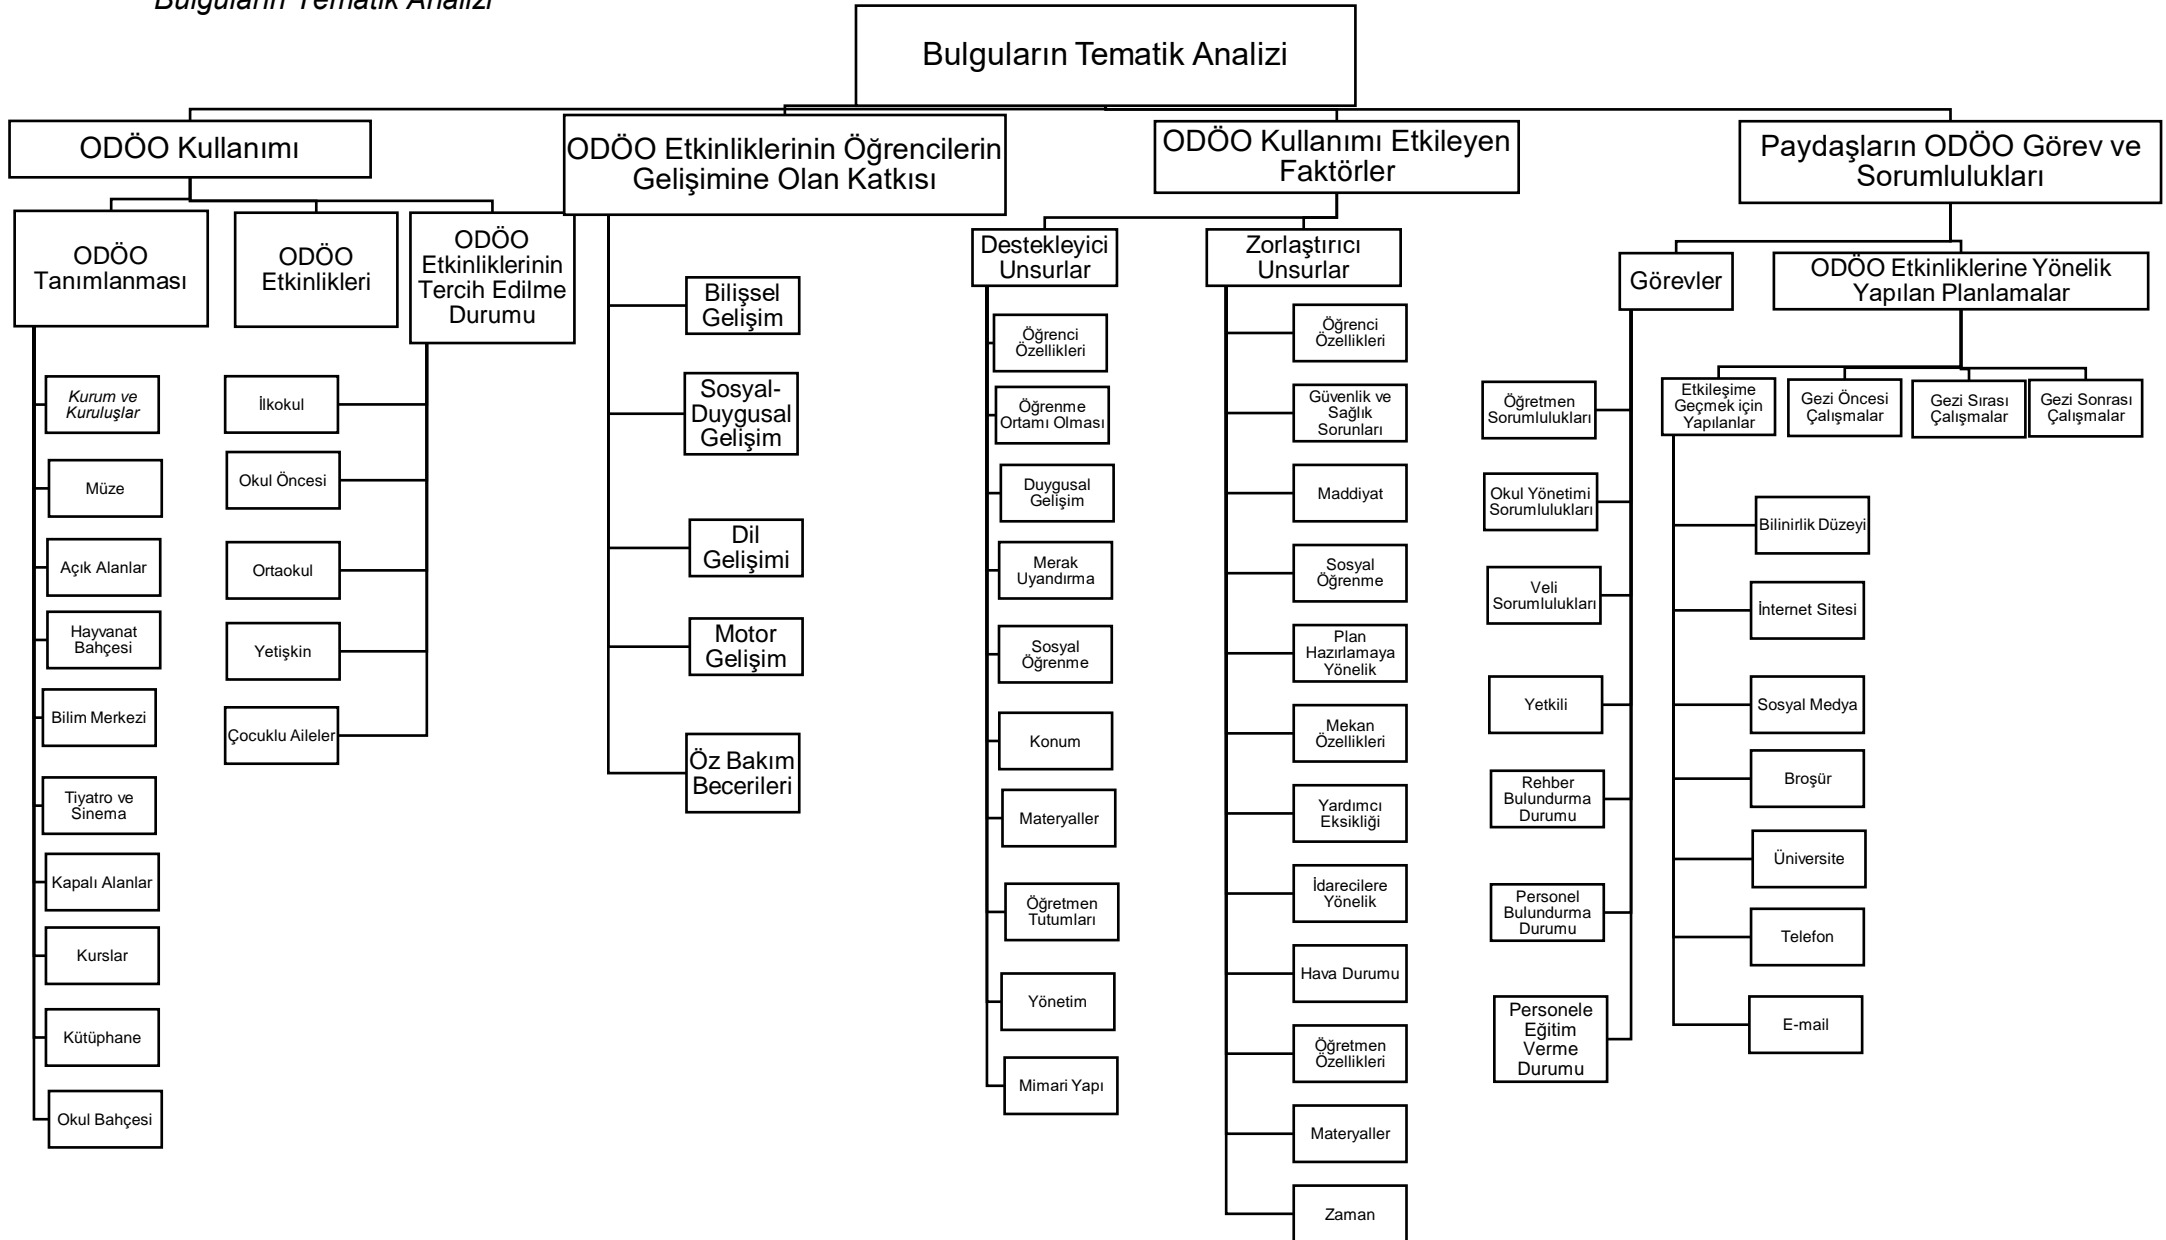 Bulguların Tematik Analizi
Bulguların Tematik Analizi
ODÖO Kullanımı
ODÖO
Tanımlanması
Kurum ve
Kuruluşlar
Müze
Açık Alanlar
Hayvanat
Bahçesi
Bilim Merkezi
Tiyatro ve
Sinema
Kapalı Alanlar
Kurslar
Kütüphane
Okul Bahçesi
ODÖO
Etkinlikleri
ODÖO
Etkinliklerinin
Tercih Edilme
Durumu
İlkokul
Okul Öncesi
Ortaokul
Yetişkin
Çocuklu Aileler
ODÖO Etkinliklerinin Öğrencilerin
Gelişimine Olan Katkısı
Bilişsel
Gelişim
Sosyal-
Duygusal
Gelişim
Dil
Gelişimi
Motor
Gelişim
Öz Bakım
Becerileri
ODÖO Kullanımı Etkileyen
Faktörler
Destekleyici
Unsurlar
Öğrenci
Özellikleri
Öğrenme
Ortamı Olması
Duygusal
Gelişim
Merak
Uyandırma
Sosyal
Öğrenme
Konum
Materyaller
Öğretmen
Tutumları
Yönetim
Mimari Yapı
Zorlaştırıcı
Unsurlar
Öğrenci
Özellikleri
Güvenlik ve
Sağlık
Sorunları
Maddiyat
Sosyal
Öğrenme
Plan
Hazırlamaya
Yönelik
Mekan
Özellikleri
Yardımcı
Eksikliği
İdarecilere
Yönelik
Hava Durumu
Öğretmen
Özellikleri
Materyaller
Zaman
Paydaşların ODÖO Görev ve
Sorumlulukları
Görevler
Öğretmen
Sorumlulukları
Okul Yönetimi
Sorumlulukları
Veli
Sorumlulukları
Yetkili
Rehber
Bulundurma
Durumu
Personel
Bulundurma
Durumu
Personele
Eğitim
Verme
Durumu
ODÖO Etkinliklerine Yönelik
Yapılan Planlamalar
Etkileşime
Geçmek için
Yapılanlar
Bilinirlik Düzeyi
İnternet Sitesi
Sosyal Medya
Broşür
Üniversite
Telefon
E-mail
Gezi Öncesi
Çalışmalar
Gezi Sırası
Çalışmalar
Gezi Sonrası
Çalışmalar